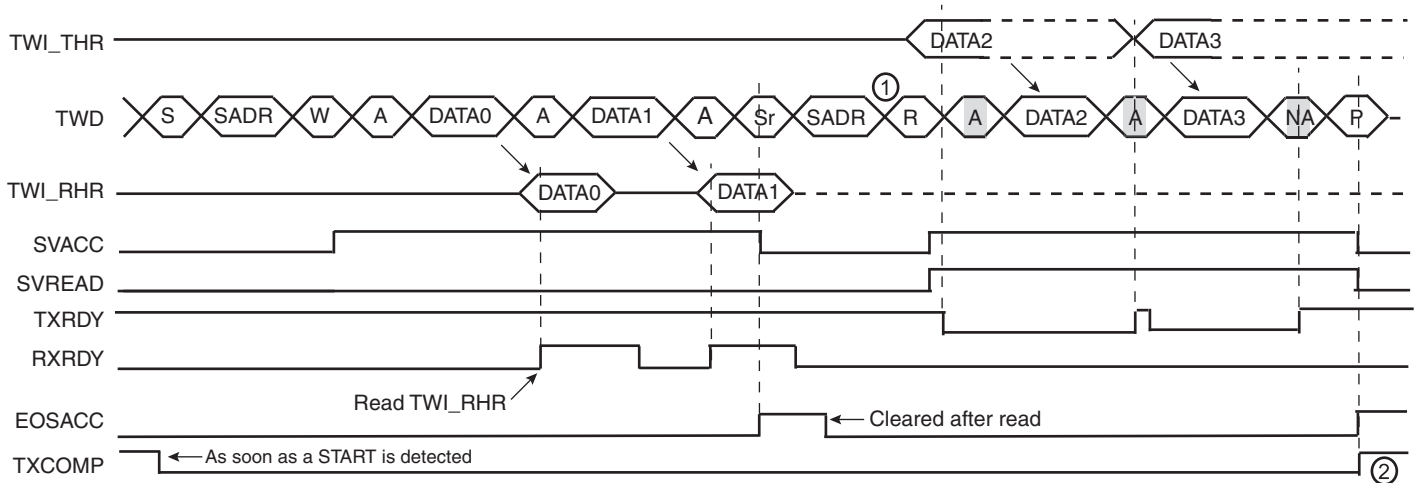 TWI_THR DATA2 DATA3
①
TWD S SADR W A DATA0 A DATA1 A Sr SADR R A DATA2 A DATA3 NA P
TWI_RHR DATA0 DATA1
SVACC
SVREAD
TXRDY
RXRDY
Read TWI_RHR
EOSACC Cleared after read
TXCOMP As soon as a START is detected ②